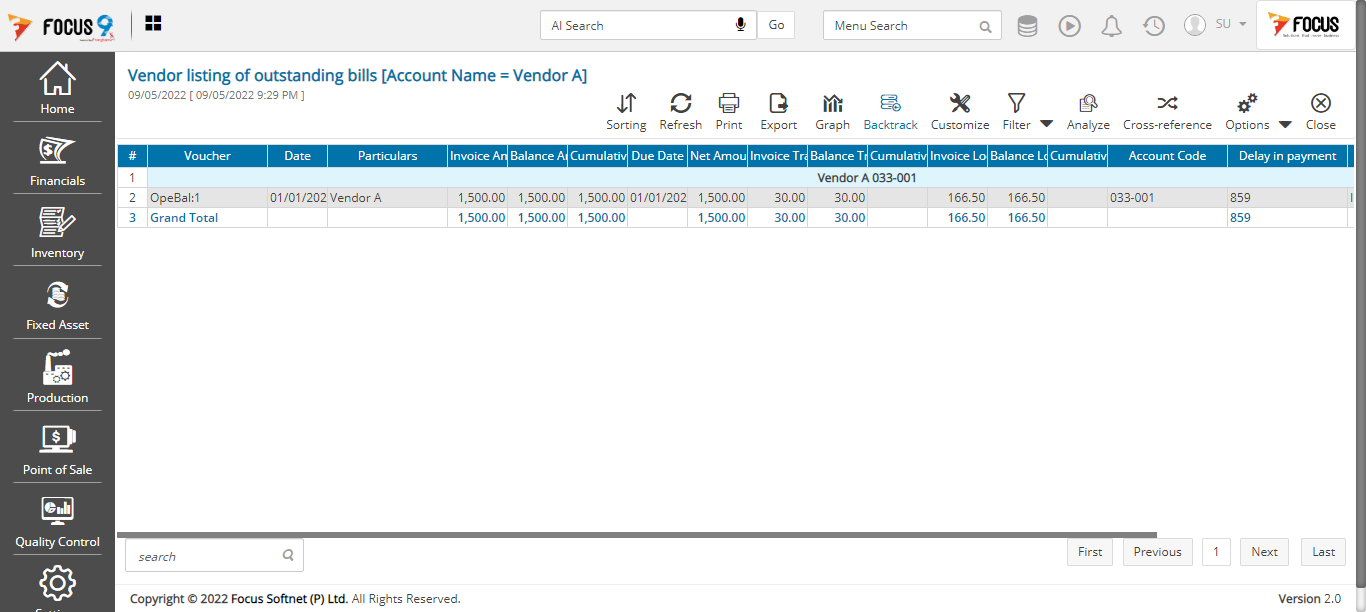 FOCUS 9
AI Search
Go
Menu Search
SU
FOCUS
Home
Financials
Inventory
Fixed Asset
Production
Point of Sale
Quality Control
Vendor listing of outstanding bills [Account Name = Vendor A]
09/05/2022 [ 09/05/2022 9:29 PM ]
Sorting Refresh Print Export Graph Backtrack Customize Filter Analyze Cross-reference Options Close
# Voucher Date Particulars Invoice An Balance A Cumulativ Due Date Net Amou Invoice Tra Balance Tr Cumulativ Invoice Lo Balance Lo Cumulativ Account Code Delay in payment
1 Vendor A 033-001
2 OpeBal:1 01/01/202 Vendor A 1,500.00 1,500.00 1,500.00 01/01/202 1,500.00 30.00 30.00 166.50 166.50 033-001 859
3 Grand Total 1,500.00 1,500.00 1,500.00 1,500.00 30.00 30.00 166.50 166.50 859
search
First Previous 1 Next Last
Copyright © 2022 Focus Softnet (P) Ltd. All Rights Reserved.
Version 2.0